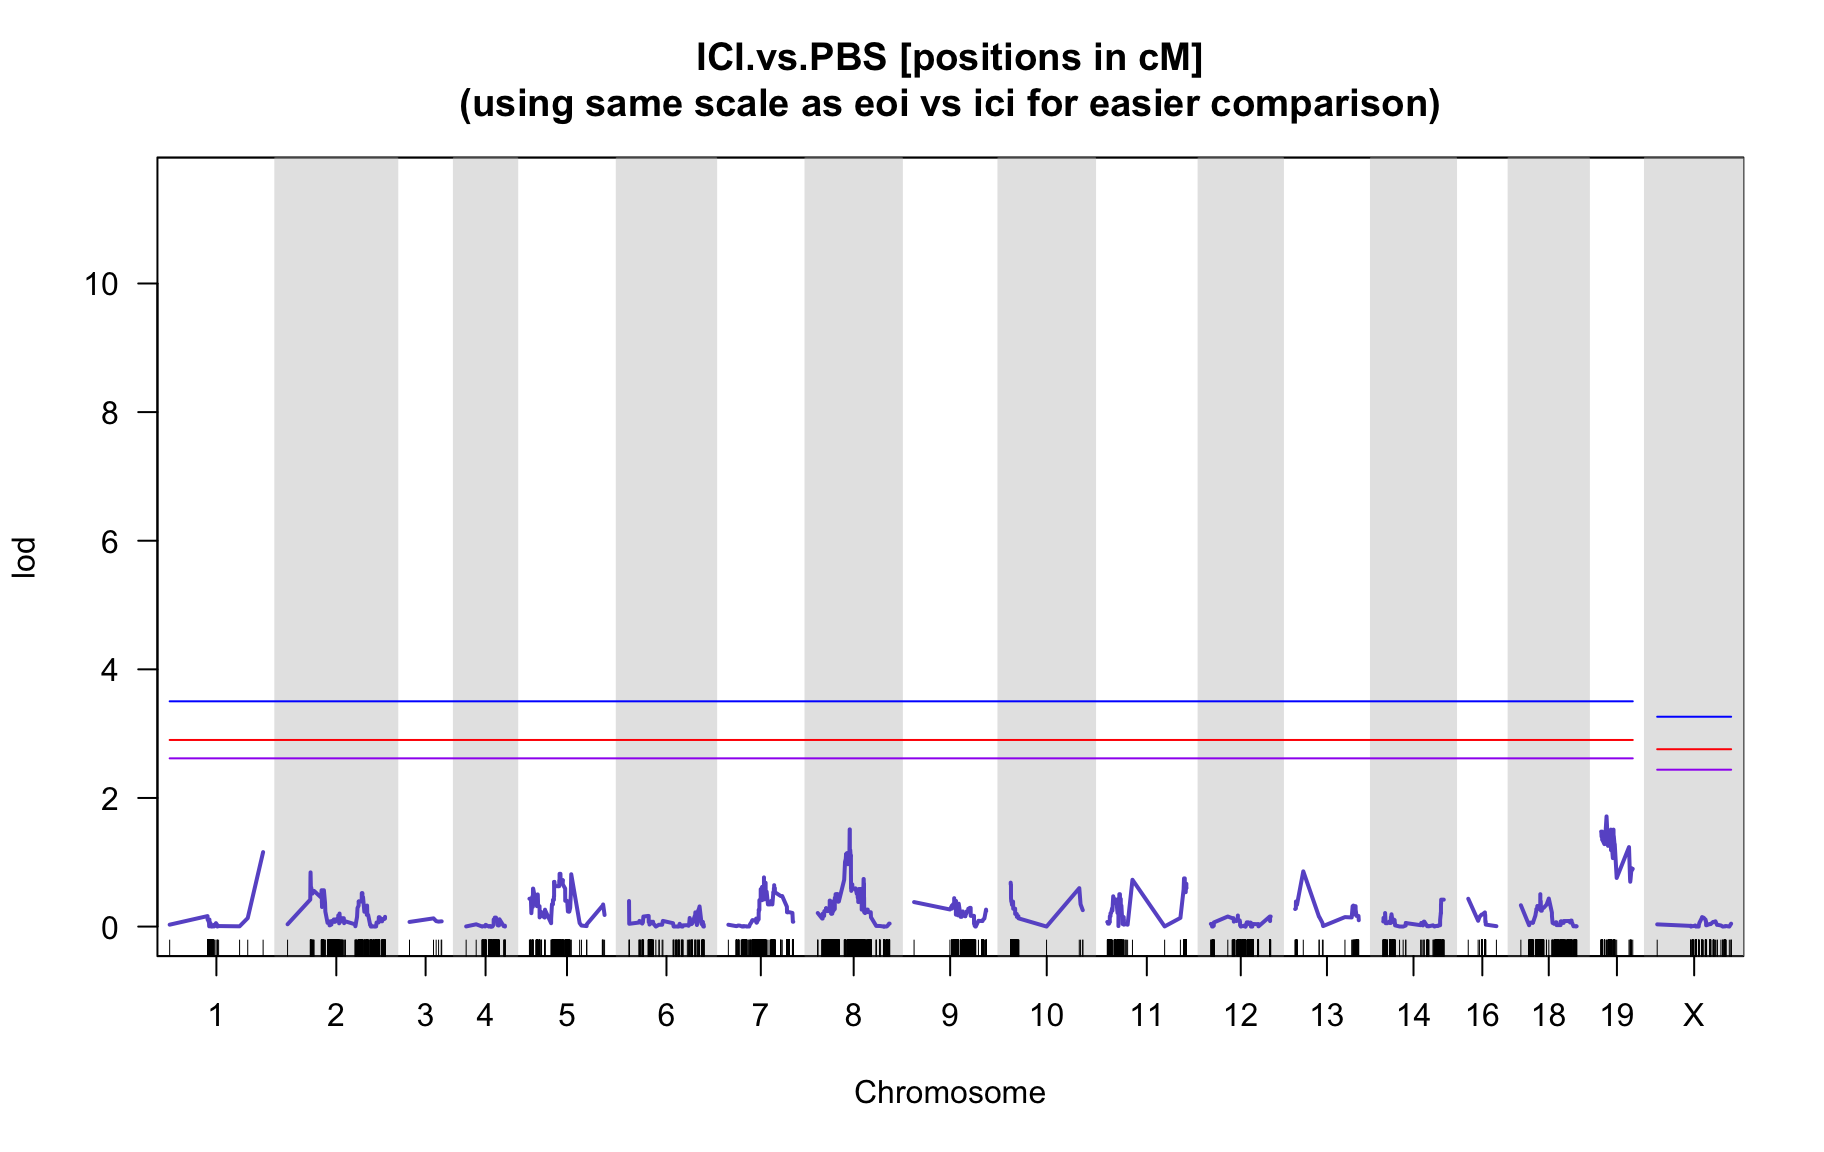 ICI.vs.PBS [positions in cM]
(using same scale as eoi vs ici for easier comparison)
10
8
6
4
2
0
lod
1 2 3 4 5 6 7 8 9 10 11 12 13 14 16 18 19 X
Chromosome